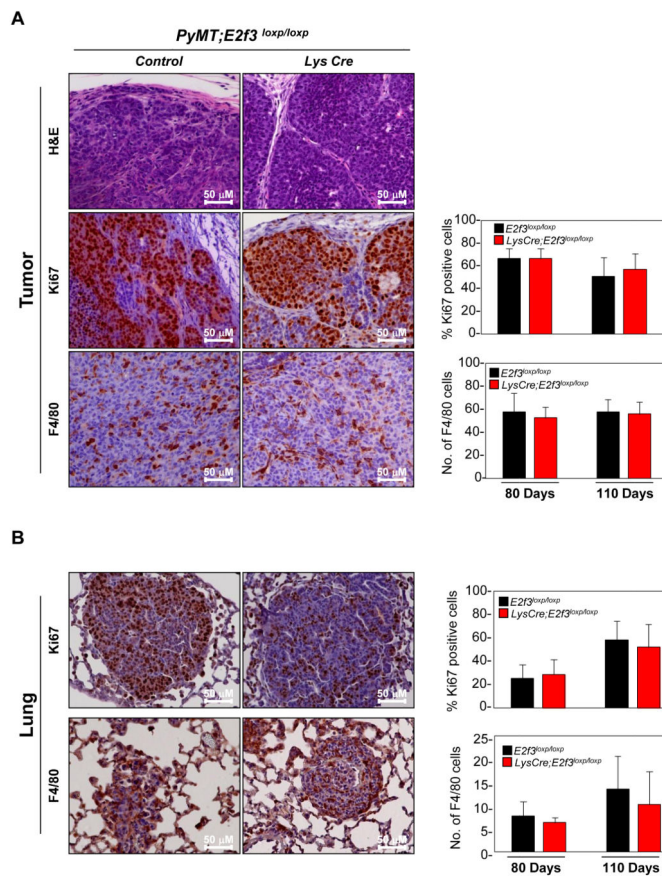 A
PyMT;E2f3 loxp/loxp
Control
Lys Cre
Tumor
H&E
50 µM
50 µM
Ki67
50 µM
50 µM
F4/80
50 µM
50 µM
% Ki67 positive cells
100
80
60
40
20
0
E2f3loxp/loxp
LysCre;E2f3loxp/loxp
No. of F4/80 cells
100
80
60
40
20
0
E2f3loxp/loxp
LysCre;E2f3loxp/loxp
80 Days
110 Days
B
Lung
Ki67
50 µM
50 µM
F4/80
50 µM
50 µM
% Ki67 positive cells
100
80
60
40
20
0
E2f3loxp/loxp
LysCre;E2f3loxp/loxp
No. of F4/80 cells
25
20
15
10
5
0
E2f3loxp/loxp
LysCre;E2f3loxp/loxp
80 Days
110 Days